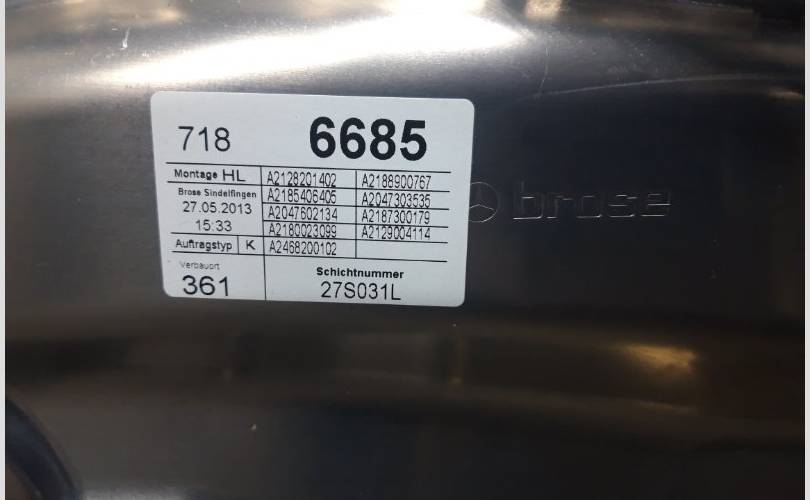 718 6685
Montage HL A2128201402 A2188900767
Brose Sindelfingen A2185406405 A2047303535
27.05.2013 A2047602134 A2187300179
15:33 A2180023099 A2129004114
Auftragstyp K A2468200102
Verbauort
361
Schichtnummer
27S031L
brose